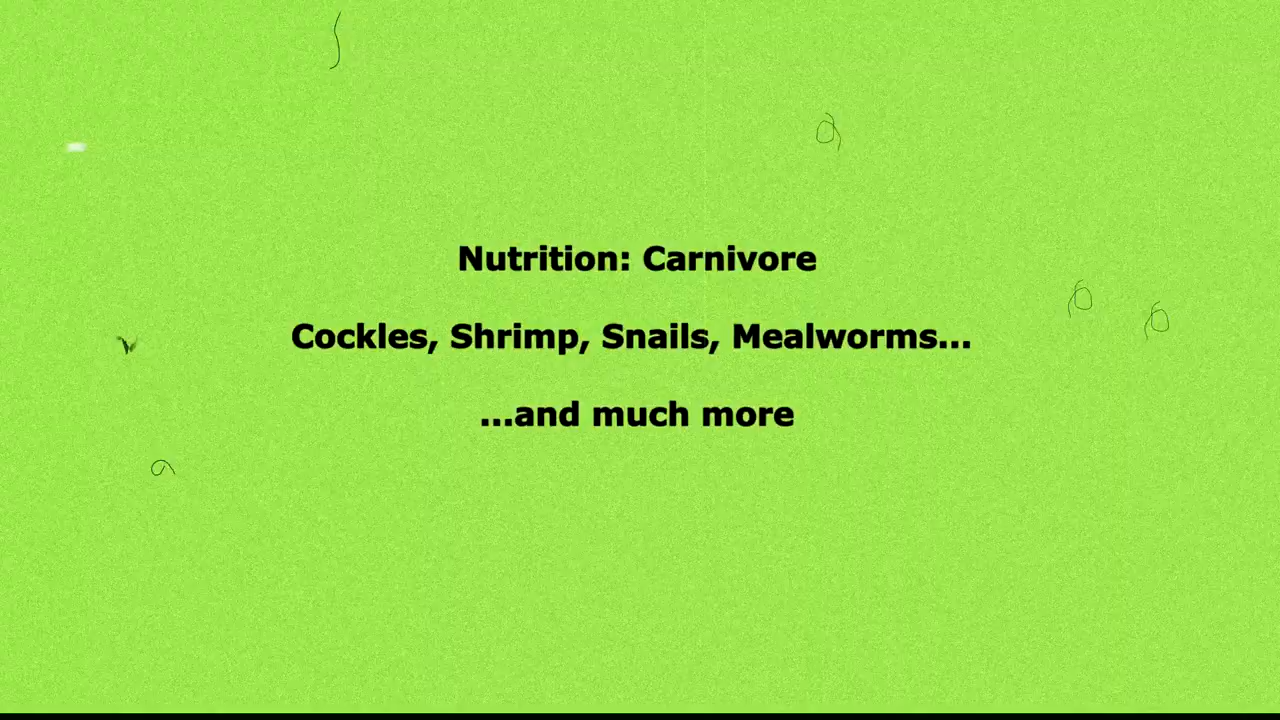 Nutrition: Carnivore
Cockles, Shrimp, Snails, Mealworms...
...and much more